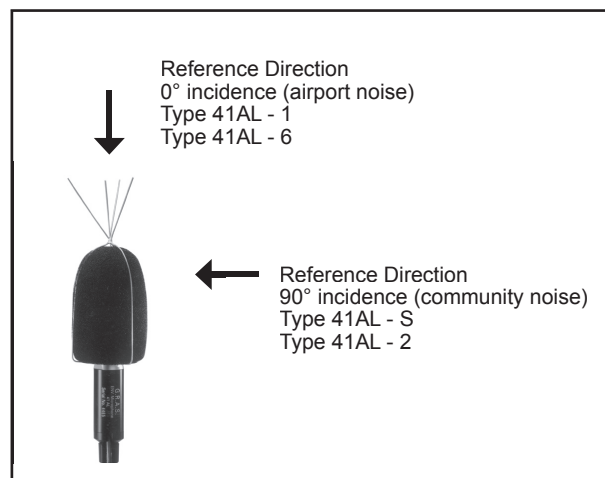 Reference Direction
0° incidence (airport noise)
Type 41AL - 1
Type 41AL - 6
Reference Direction
90° incidence (community noise)
Type 41AL - S
Type 41AL - 2
G.R.A.S.